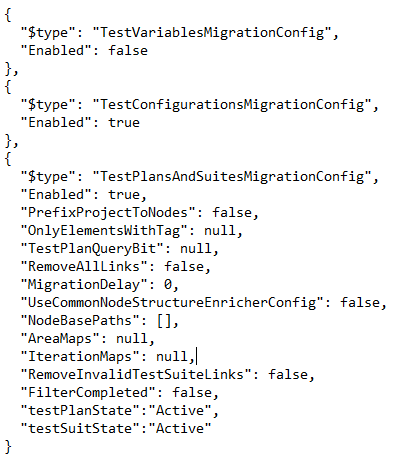 {
  "$type": "TestVariablesMigrationConfig",
  "Enabled": false
},
{
  "$type": "TestConfigurationsMigrationConfig",
  "Enabled": true
},
{
  "$type": "TestPlansAndSuitesMigrationConfig",
  "Enabled": true,
  "PrefixProjectToNodes": false,
  "OnlyElementsWithTag": null,
  "TestPlanQueryBit": null,
  "RemoveAllLinks": false,
  "MigrationDelay": 0,
  "UseCommonNodeStructureEnricherConfig": false,
  "NodeBasePaths": [],
  "AreaMaps": null,
  "IterationMaps": null,
  "RemoveInvalidTestSuiteLinks": false,
  "FilterCompleted": false,
  "testPlanState":"Active",
  "testSuitState":"Active"
}